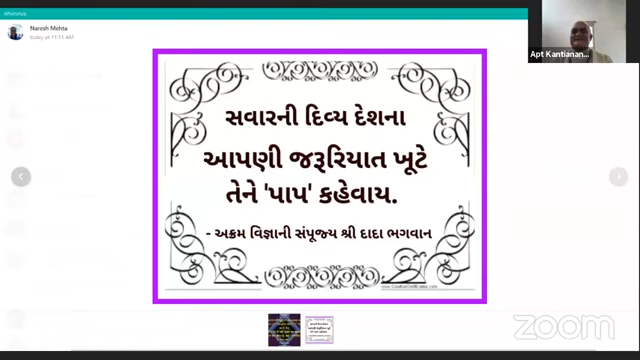 WhatsApp
Naresh Mehta
today at 11:11 AM
Apt Kantianan...
સવારની દિવ્ય દેશના
આપણી જરૂરિયાત ખૂટે
તેને 'પાપ' કહેવાય.
- અક્રમ વિજ્ઞાની સંપૂજ્ય શ્રી દાદા ભગવાન
zoom